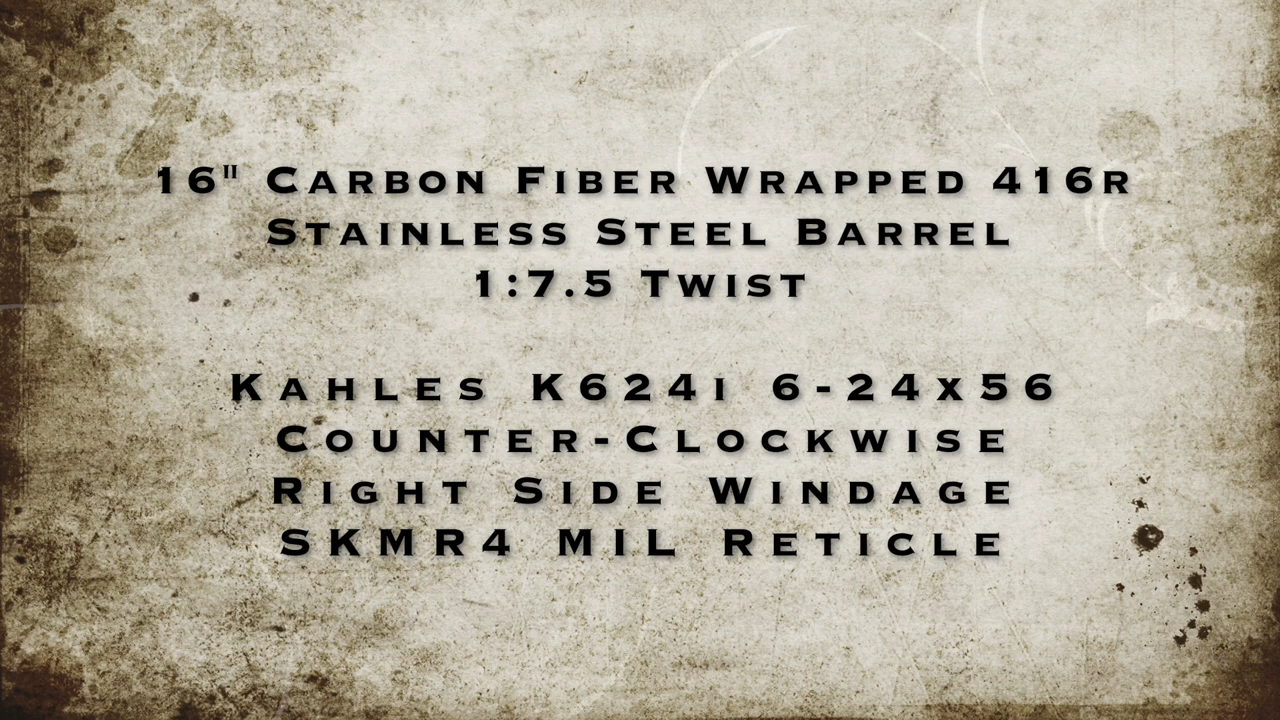 16" Carbon Fiber Wrapped 416R
Stainless Steel Barrel
1:7.5 Twist
Kahles K624i 6-24x56
Counter-Clockwise
Right Side Windage
SKMR4 MIL Reticle